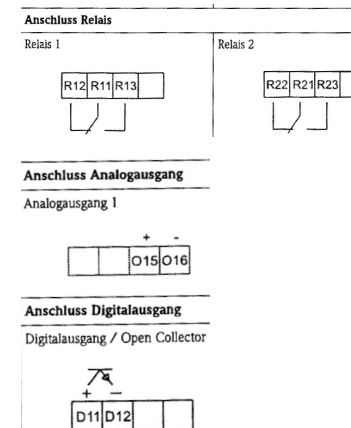 Anschluss Relais
Relais 1
Relais 2
R12 R11 R13
R22 R21 R23
Anschluss Analogausgang
Analogausgang 1
+ -
O15 O16
Anschluss Digitalausgang
Digitalausgang / Open Collector
+ −
D11 D12